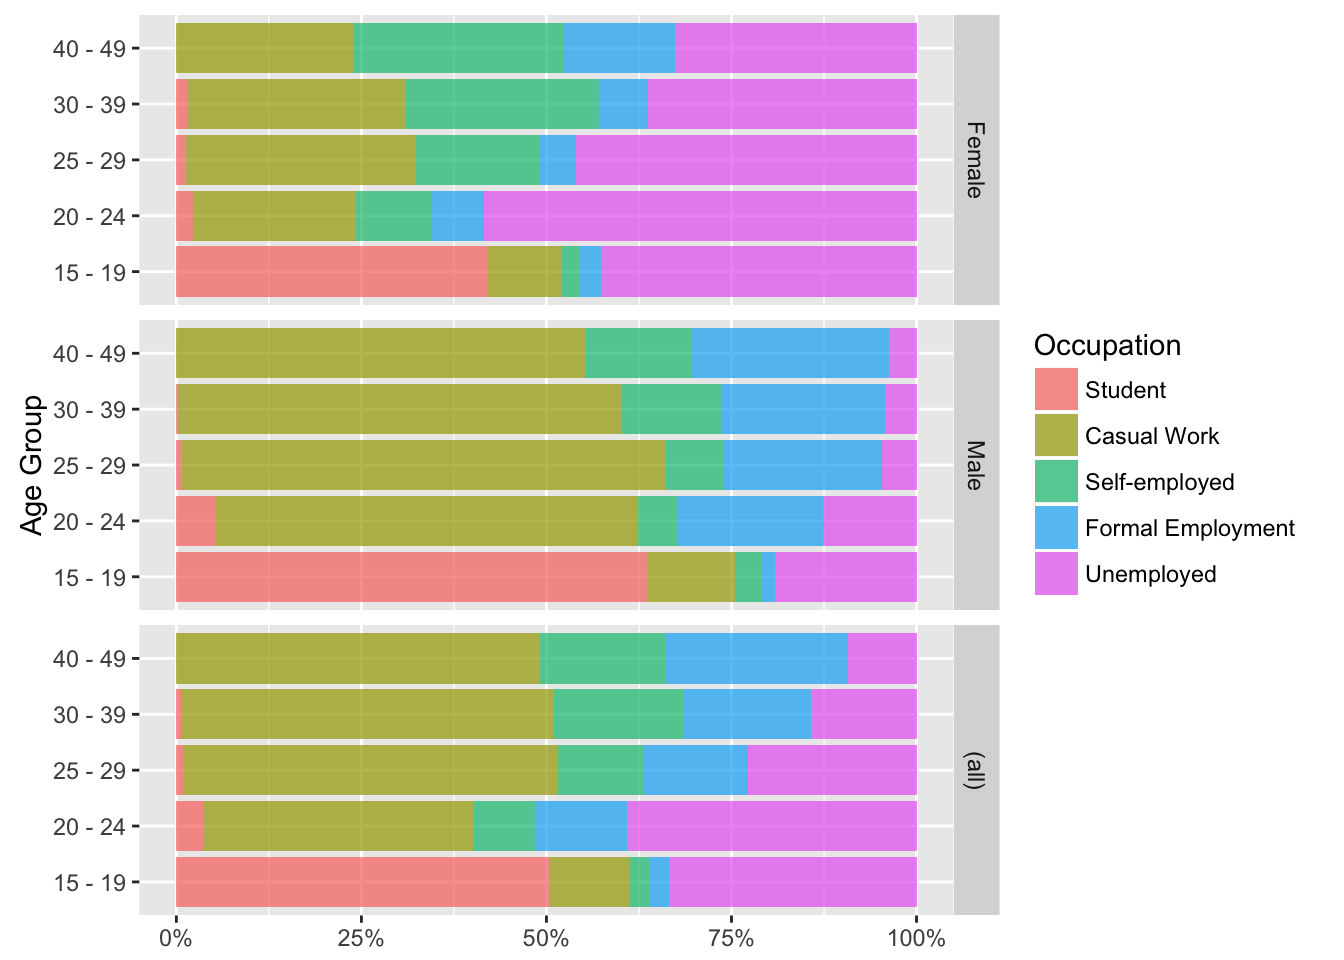 40 - 49
30 - 39
25 - 29
20 - 24
15 - 19
Female
40 - 49
30 - 39
25 - 29
20 - 24
15 - 19
Male
40 - 49
30 - 39
25 - 29
20 - 24
15 - 19
(all)
Age Group
0%
25%
50%
75%
100%
Occupation
Student
Casual Work
Self-employed
Formal Employment
Unemployed